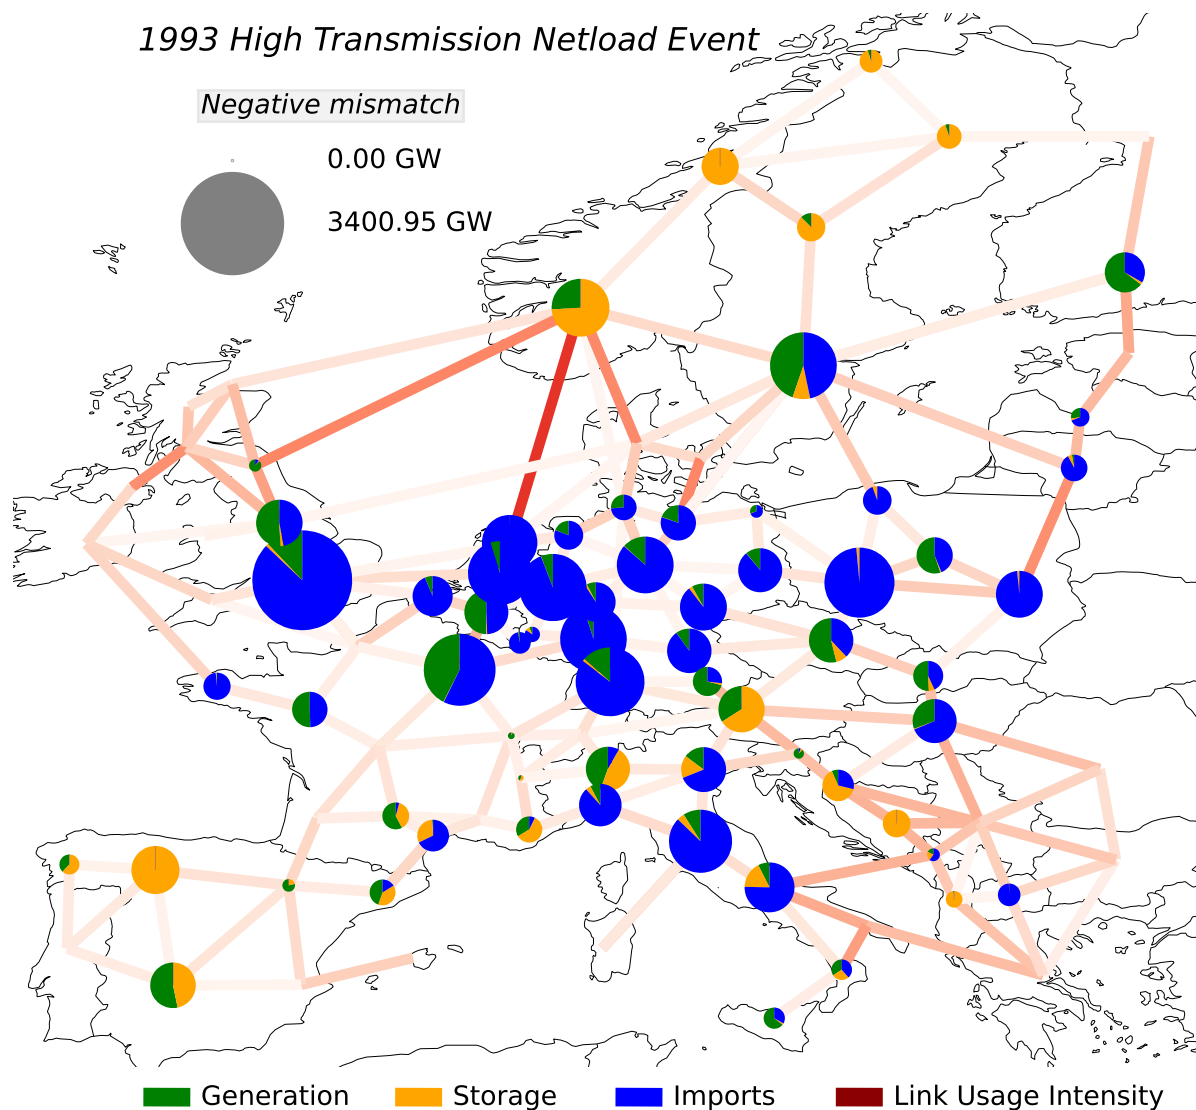 1993 High Transmission Netload Event
Negative mismatch
0.00 GW
3400.95 GW
Generation
Storage
Imports
Link Usage Intensity